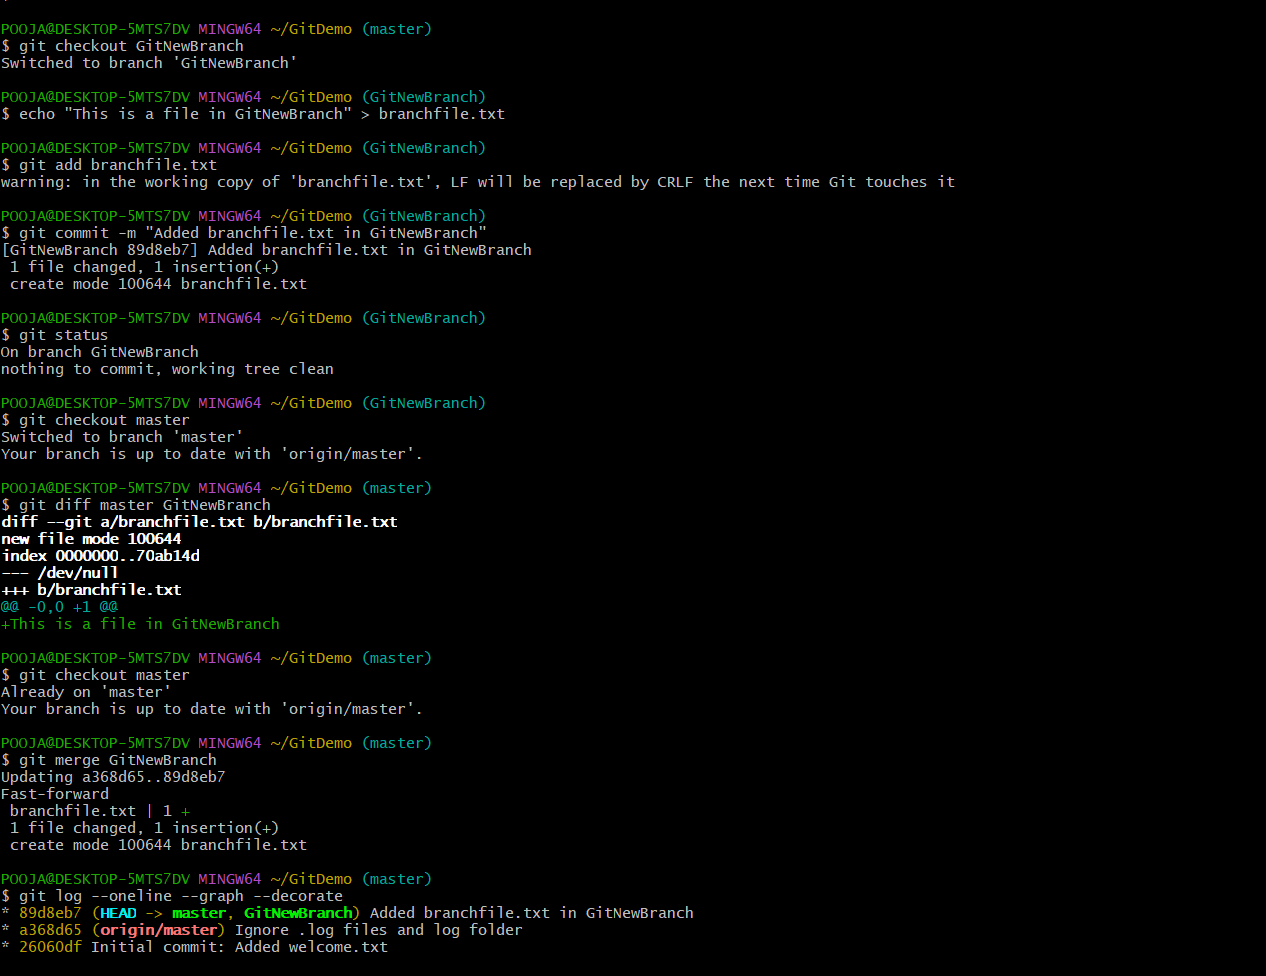 POOJA@DESKTOP-5MTS7DV MINGW64 ~/GitDemo (master)
$ git checkout GitNewBranch
Switched to branch 'GitNewBranch'
POOJA@DESKTOP-5MTS7DV MINGW64 ~/GitDemo (GitNewBranch)
$ echo "This is a file in GitNewBranch" > branchfile.txt
POOJA@DESKTOP-5MTS7DV MINGW64 ~/GitDemo (GitNewBranch)
$ git add branchfile.txt
warning: in the working copy of 'branchfile.txt', LF will be replaced by CRLF the next time Git touches it
POOJA@DESKTOP-5MTS7DV MINGW64 ~/GitDemo (GitNewBranch)
$ git commit -m "Added branchfile.txt in GitNewBranch"
[GitNewBranch 89d8eb7] Added branchfile.txt in GitNewBranch
 1 file changed, 1 insertion(+)
 create mode 100644 branchfile.txt
POOJA@DESKTOP-5MTS7DV MINGW64 ~/GitDemo (GitNewBranch)
$ git status
On branch GitNewBranch
nothing to commit, working tree clean
POOJA@DESKTOP-5MTS7DV MINGW64 ~/GitDemo (GitNewBranch)
$ git checkout master
Switched to branch 'master'
Your branch is up to date with 'origin/master'.
POOJA@DESKTOP-5MTS7DV MINGW64 ~/GitDemo (master)
$ git diff master GitNewBranch
diff --git a/branchfile.txt b/branchfile.txt
new file mode 100644
index 0000000..70ab14d
--- /dev/null
+++ b/branchfile.txt
@@ -0,0 +1 @@
+This is a file in GitNewBranch
POOJA@DESKTOP-5MTS7DV MINGW64 ~/GitDemo (master)
$ git checkout master
Already on 'master'
Your branch is up to date with 'origin/master'.
POOJA@DESKTOP-5MTS7DV MINGW64 ~/GitDemo (master)
$ git merge GitNewBranch
Updating a368d65..89d8eb7
Fast-forward
 branchfile.txt | 1 +
 1 file changed, 1 insertion(+)
 create mode 100644 branchfile.txt
POOJA@DESKTOP-5MTS7DV MINGW64 ~/GitDemo (master)
$ git log --oneline --graph --decorate
* 89d8eb7 (HEAD -> master, GitNewBranch) Added branchfile.txt in GitNewBranch
* a368d65 (origin/master) Ignore .log files and log folder
* 26060df Initial commit: Added welcome.txt